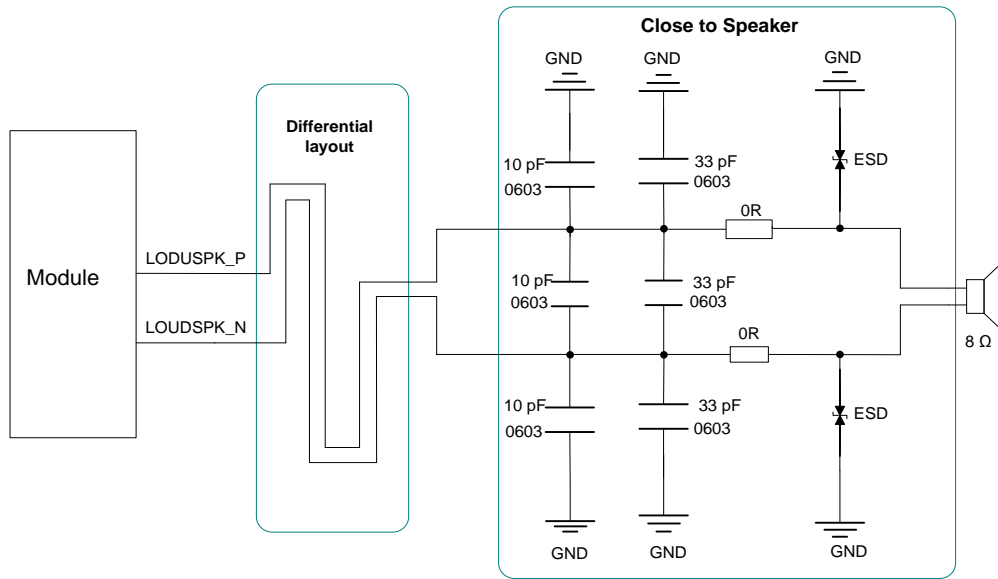 Close to Speaker
GND
GND
GND
Differential
layout
10 pF
0603
33 pF
0603
ESD
0R
Module
LODUSPK_P
10 pF
0603
33 pF
0603
LOUDSPK_N
0R
8 Ω
10 pF
0603
33 pF
0603
ESD
GND
GND
GND